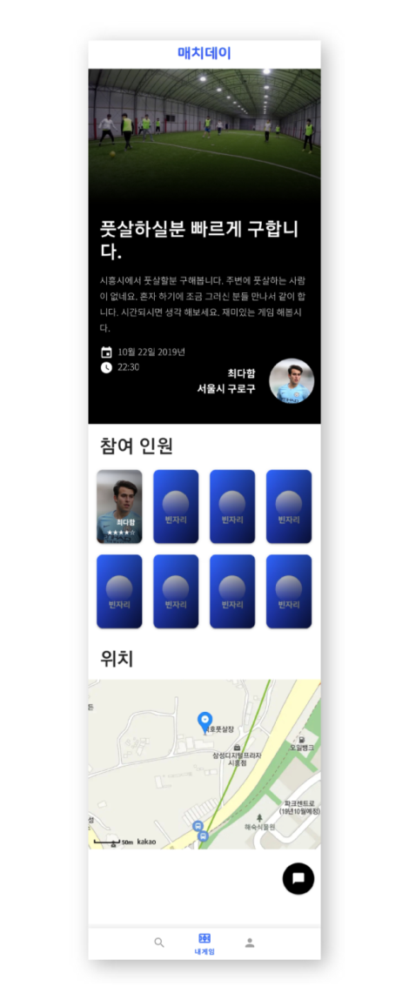 매치데이
풋살하실분 빠르게 구합니
다.
시흥시에서 풋살할분 구해봅니다. 주변에 풋살하는 사람
이 없네요. 혼자 하기에 조금 그러신 분들 만나서 같이 합
니다. 시간되시면 생각 해보세요. 재미있는 게임 해봅시
다.
10월 22일 2019년
22:30
최다함
서울시 구로구
참여 인원
최다함
★★★★☆
빈자리
빈자리
빈자리
빈자리
빈자리
빈자리
빈자리
위치
든
호풋살장
삼성디지털프라자
시흥점
오일뱅크
파크센트로
(19년10월예정)
해숲식물원
성
50m kakao
내게임